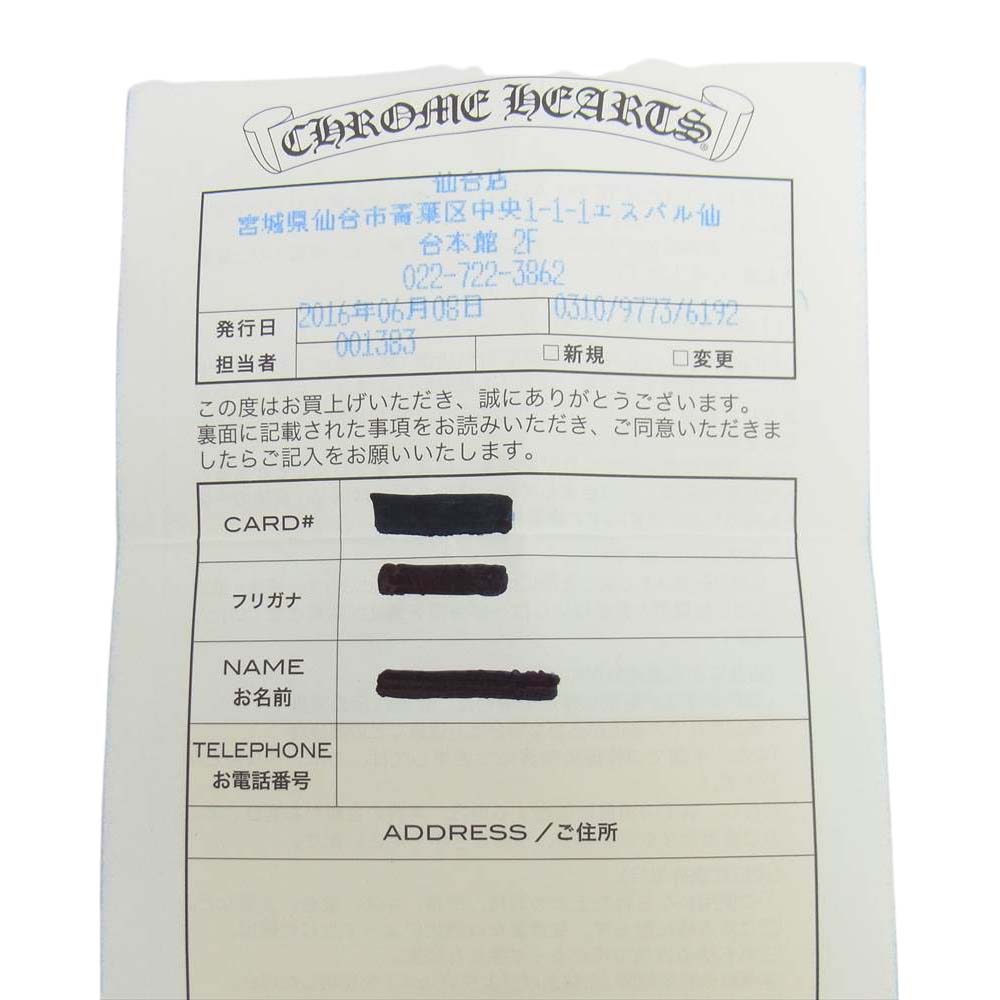 CHROME HEARTS®
仙台店
宮城県仙台市青葉区中央1-1-1エスパル仙
台本館 2F
022-722-3862
発行日 2016年06月08日 0310/9773/6192
担当者 001383 □新規 □変更
この度はお買上げいただき、誠にありがとうございます。
裏面に記載された事項をお読みいただき、ご同意いただきま
したらご記入をお願いいたします。
CARD#
フリガナ
NAME
お名前
TELEPHONE
お電話番号
ADDRESS /ご住所